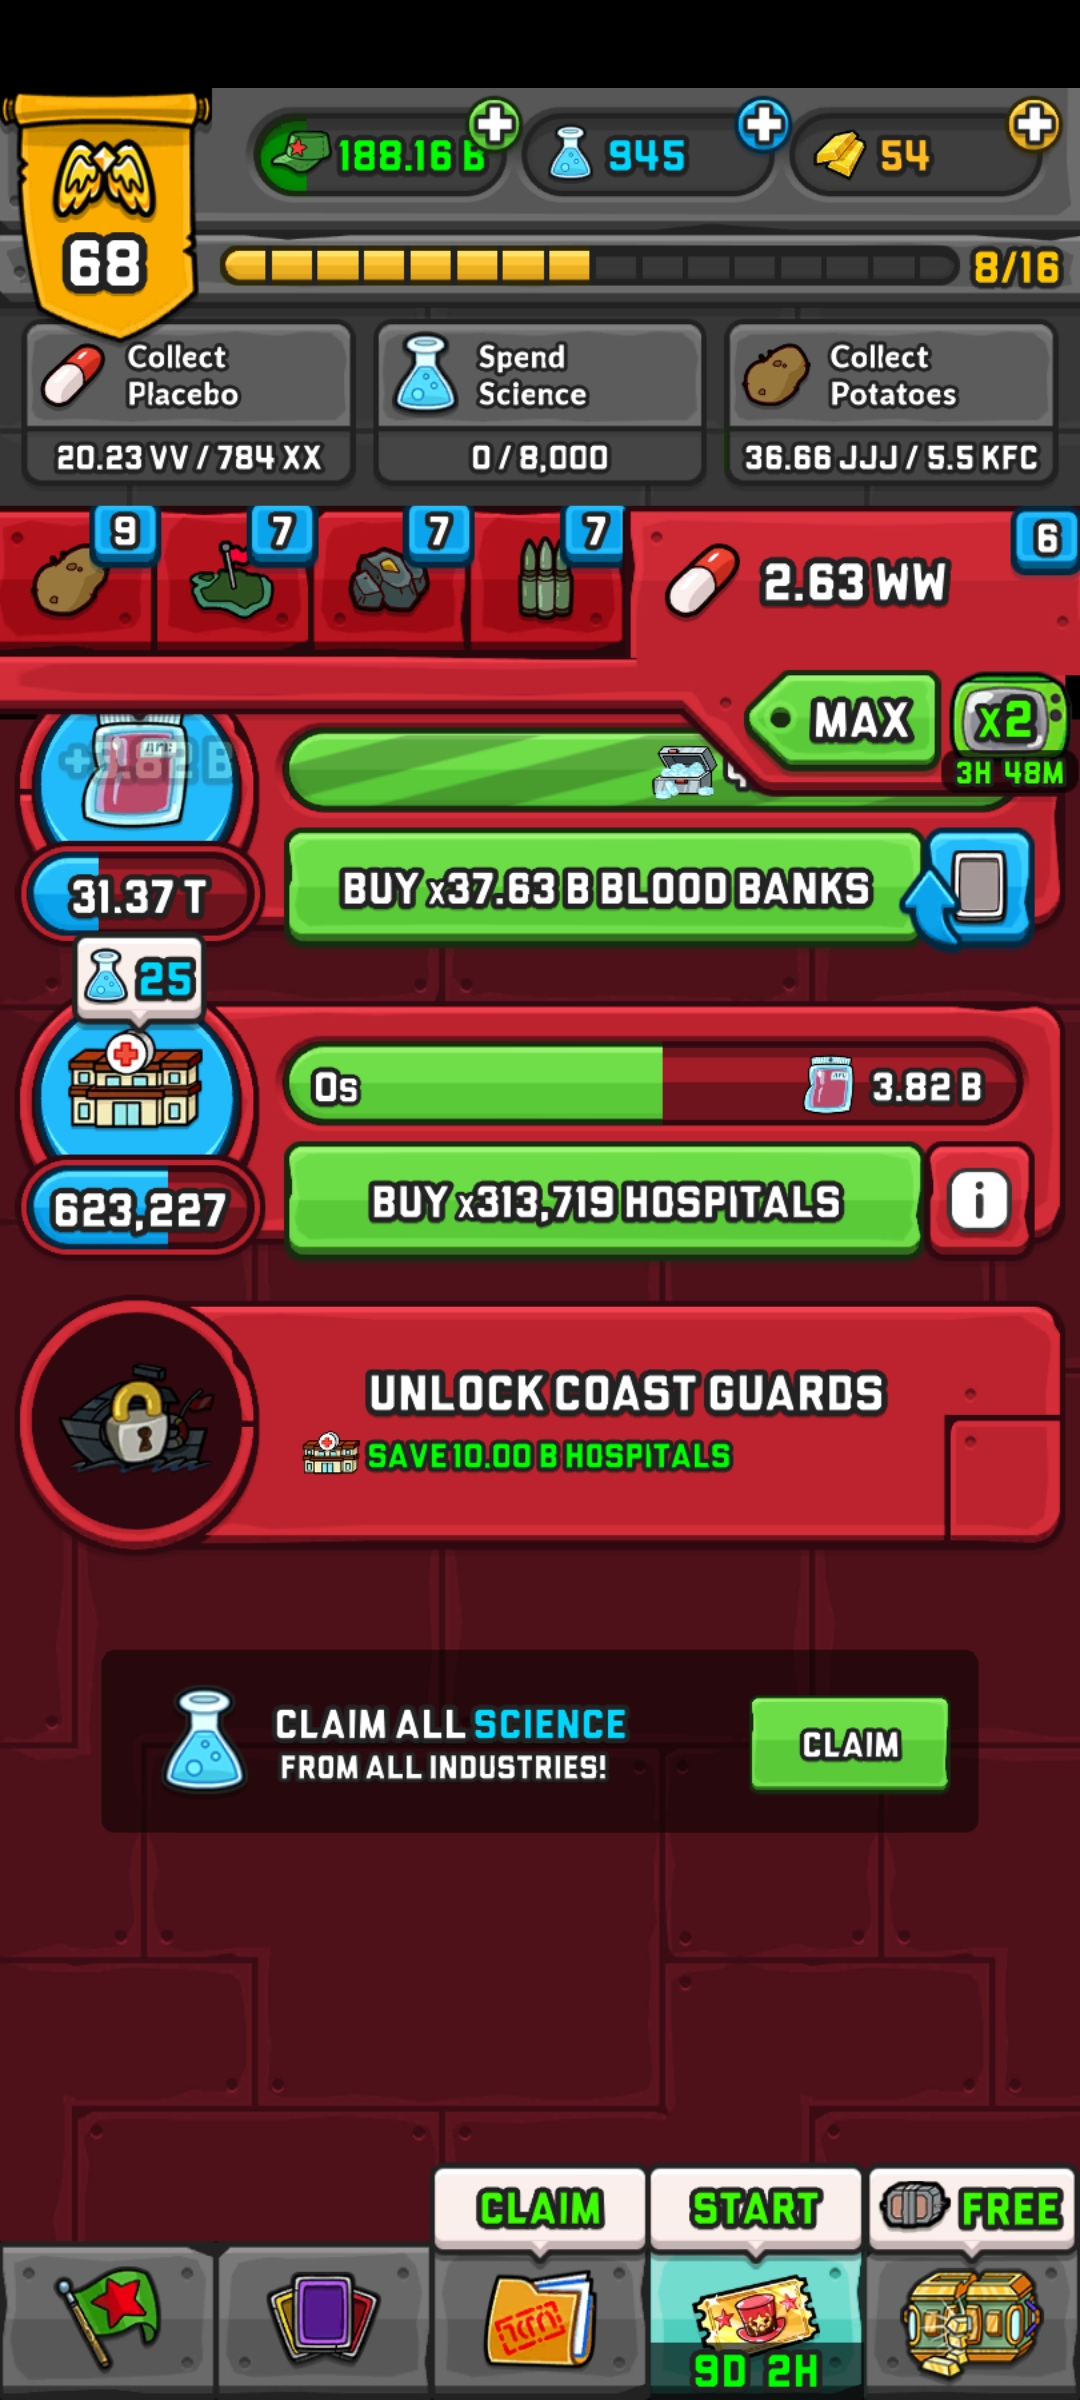 188.16 B
945
54
68
8/16
Collect
Placebo
20.23 VV / 784 XX
Spend
Science
0 / 8,000
Collect
Potatoes
36.66 JJJ / 5.5 KFC
9
7
7
7
6
2.63 WW
MAX
x2
3H 48M
31.37 T
BUY x37.63 B BLOOD BANKS
25
0s
3.82 B
623,227
BUY x313,719 HOSPITALS
i
UNLOCK COAST GUARDS
SAVE 10.00 B HOSPITALS
CLAIM ALL SCIENCE
FROM ALL INDUSTRIES!
CLAIM
CLAIM
START
FREE
9D 2H